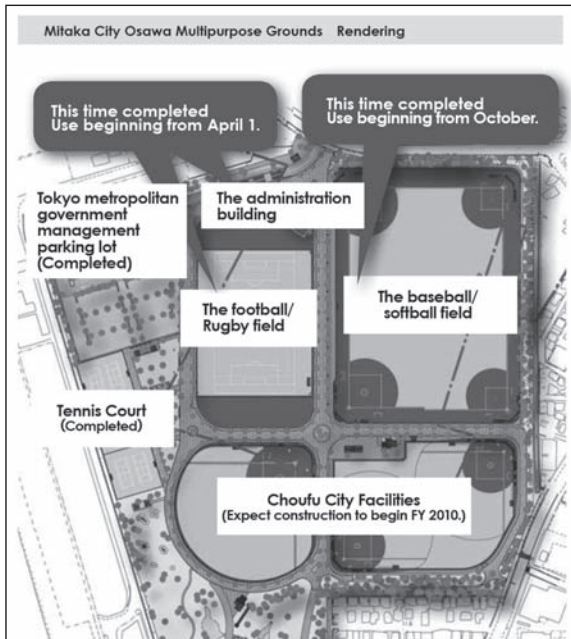 Mitaka City Osawa Multipurpose Grounds Rendering
This time completed
Use beginning from April 1.
This time completed
Use beginning from October.
Tokyo metropolitan
government
management
parking lot
(Completed)
The administration
building
The football/
Rugby field
The baseball/
softball field
Tennis Court
(Completed)
Choufu City Facilities
(Expect construction to begin FY 2010.)